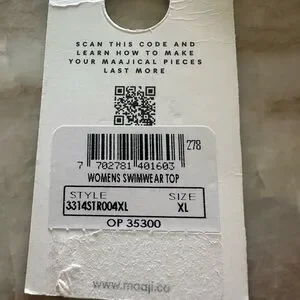 SCAN THIS CODE AND
LEARN HOW TO MAKE
YOUR MAAJICAL PIECES
LAST MORE
278
7 702781 401603
WOMENS SWIMWEAR TOP
STYLE SIZE
3314STR004XL XL
OP 35300
www.maaji.co